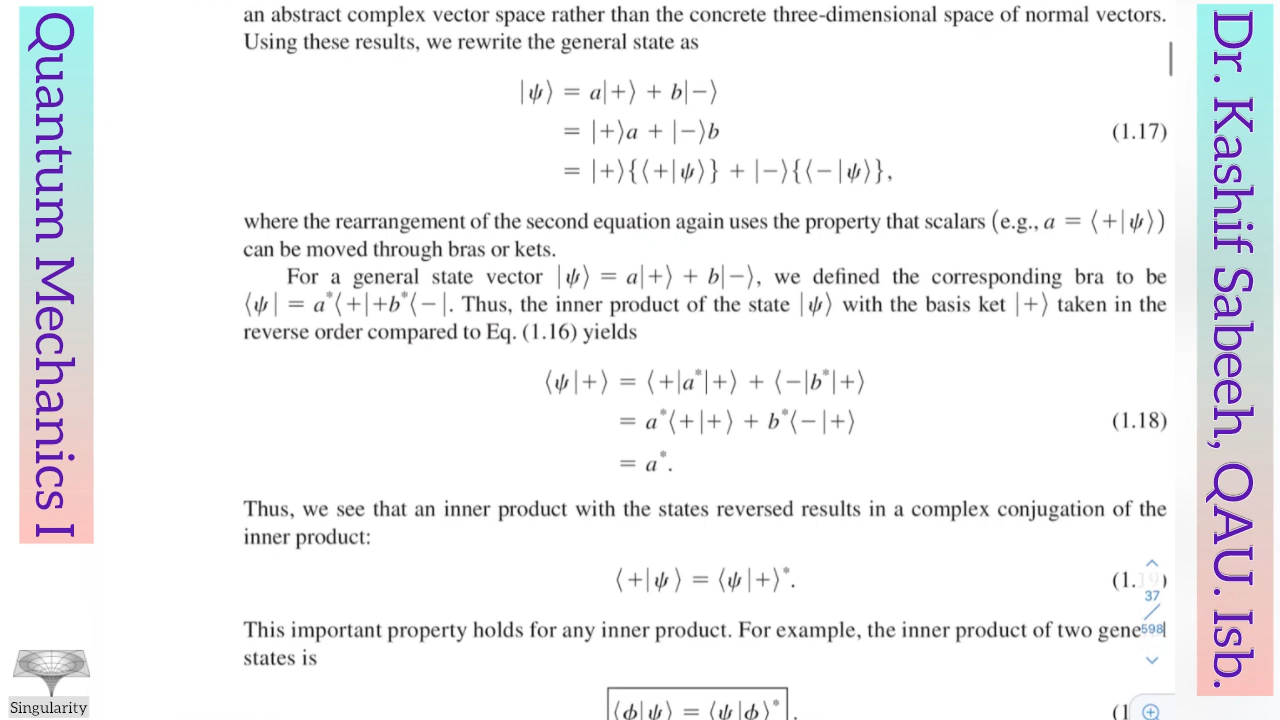 Quantum Mechanics I
an abstract complex vector space rather than the concrete three-dimensional space of normal vectors.
Using these results, we rewrite the general state as
|ψ⟩ = a|+⟩ + b|−⟩
= |+⟩a + |−⟩b (1.17)
= |+⟩{⟨+|ψ⟩} + |−⟩{⟨−|ψ⟩},
where the rearrangement of the second equation again uses the property that scalars (e.g., a = ⟨+|ψ⟩)
can be moved through bras or kets.
For a general state vector |ψ⟩ = a|+⟩ + b|−⟩, we defined the corresponding bra to be
⟨ψ| = a*⟨+|+b*⟨−|. Thus, the inner product of the state |ψ⟩ with the basis ket |+⟩ taken in the
reverse order compared to Eq. (1.16) yields
⟨ψ|+⟩ = ⟨+|a*|+⟩ + ⟨−|b*|+⟩
= a*⟨+|+⟩ + b*⟨−|+⟩ (1.18)
= a*.
Thus, we see that an inner product with the states reversed results in a complex conjugation of the
inner product:
⟨+|ψ⟩ = ⟨ψ|+⟩*. (1.19)
37
This important property holds for any inner product. For example, the inner product of two gene
598
states is
⟨ϕ|ψ⟩ = ⟨ψ|ϕ⟩*. (1
Singularity
Dr. Kashif Sabeeh, QAU. Isb.